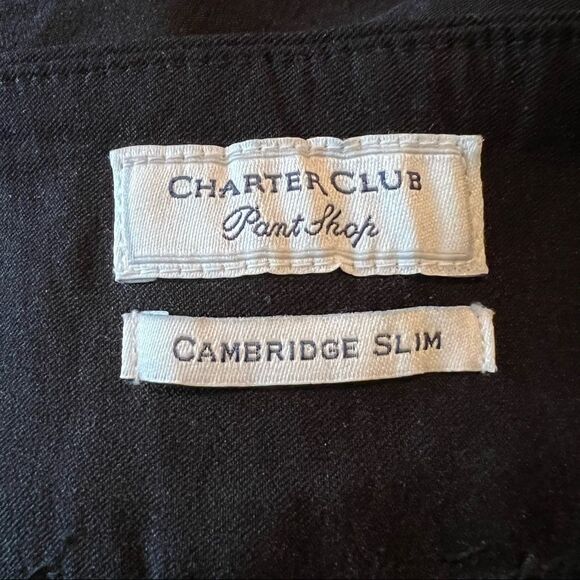 CHARTER CLUB
Pant Shop
CAMBRIDGE SLIM